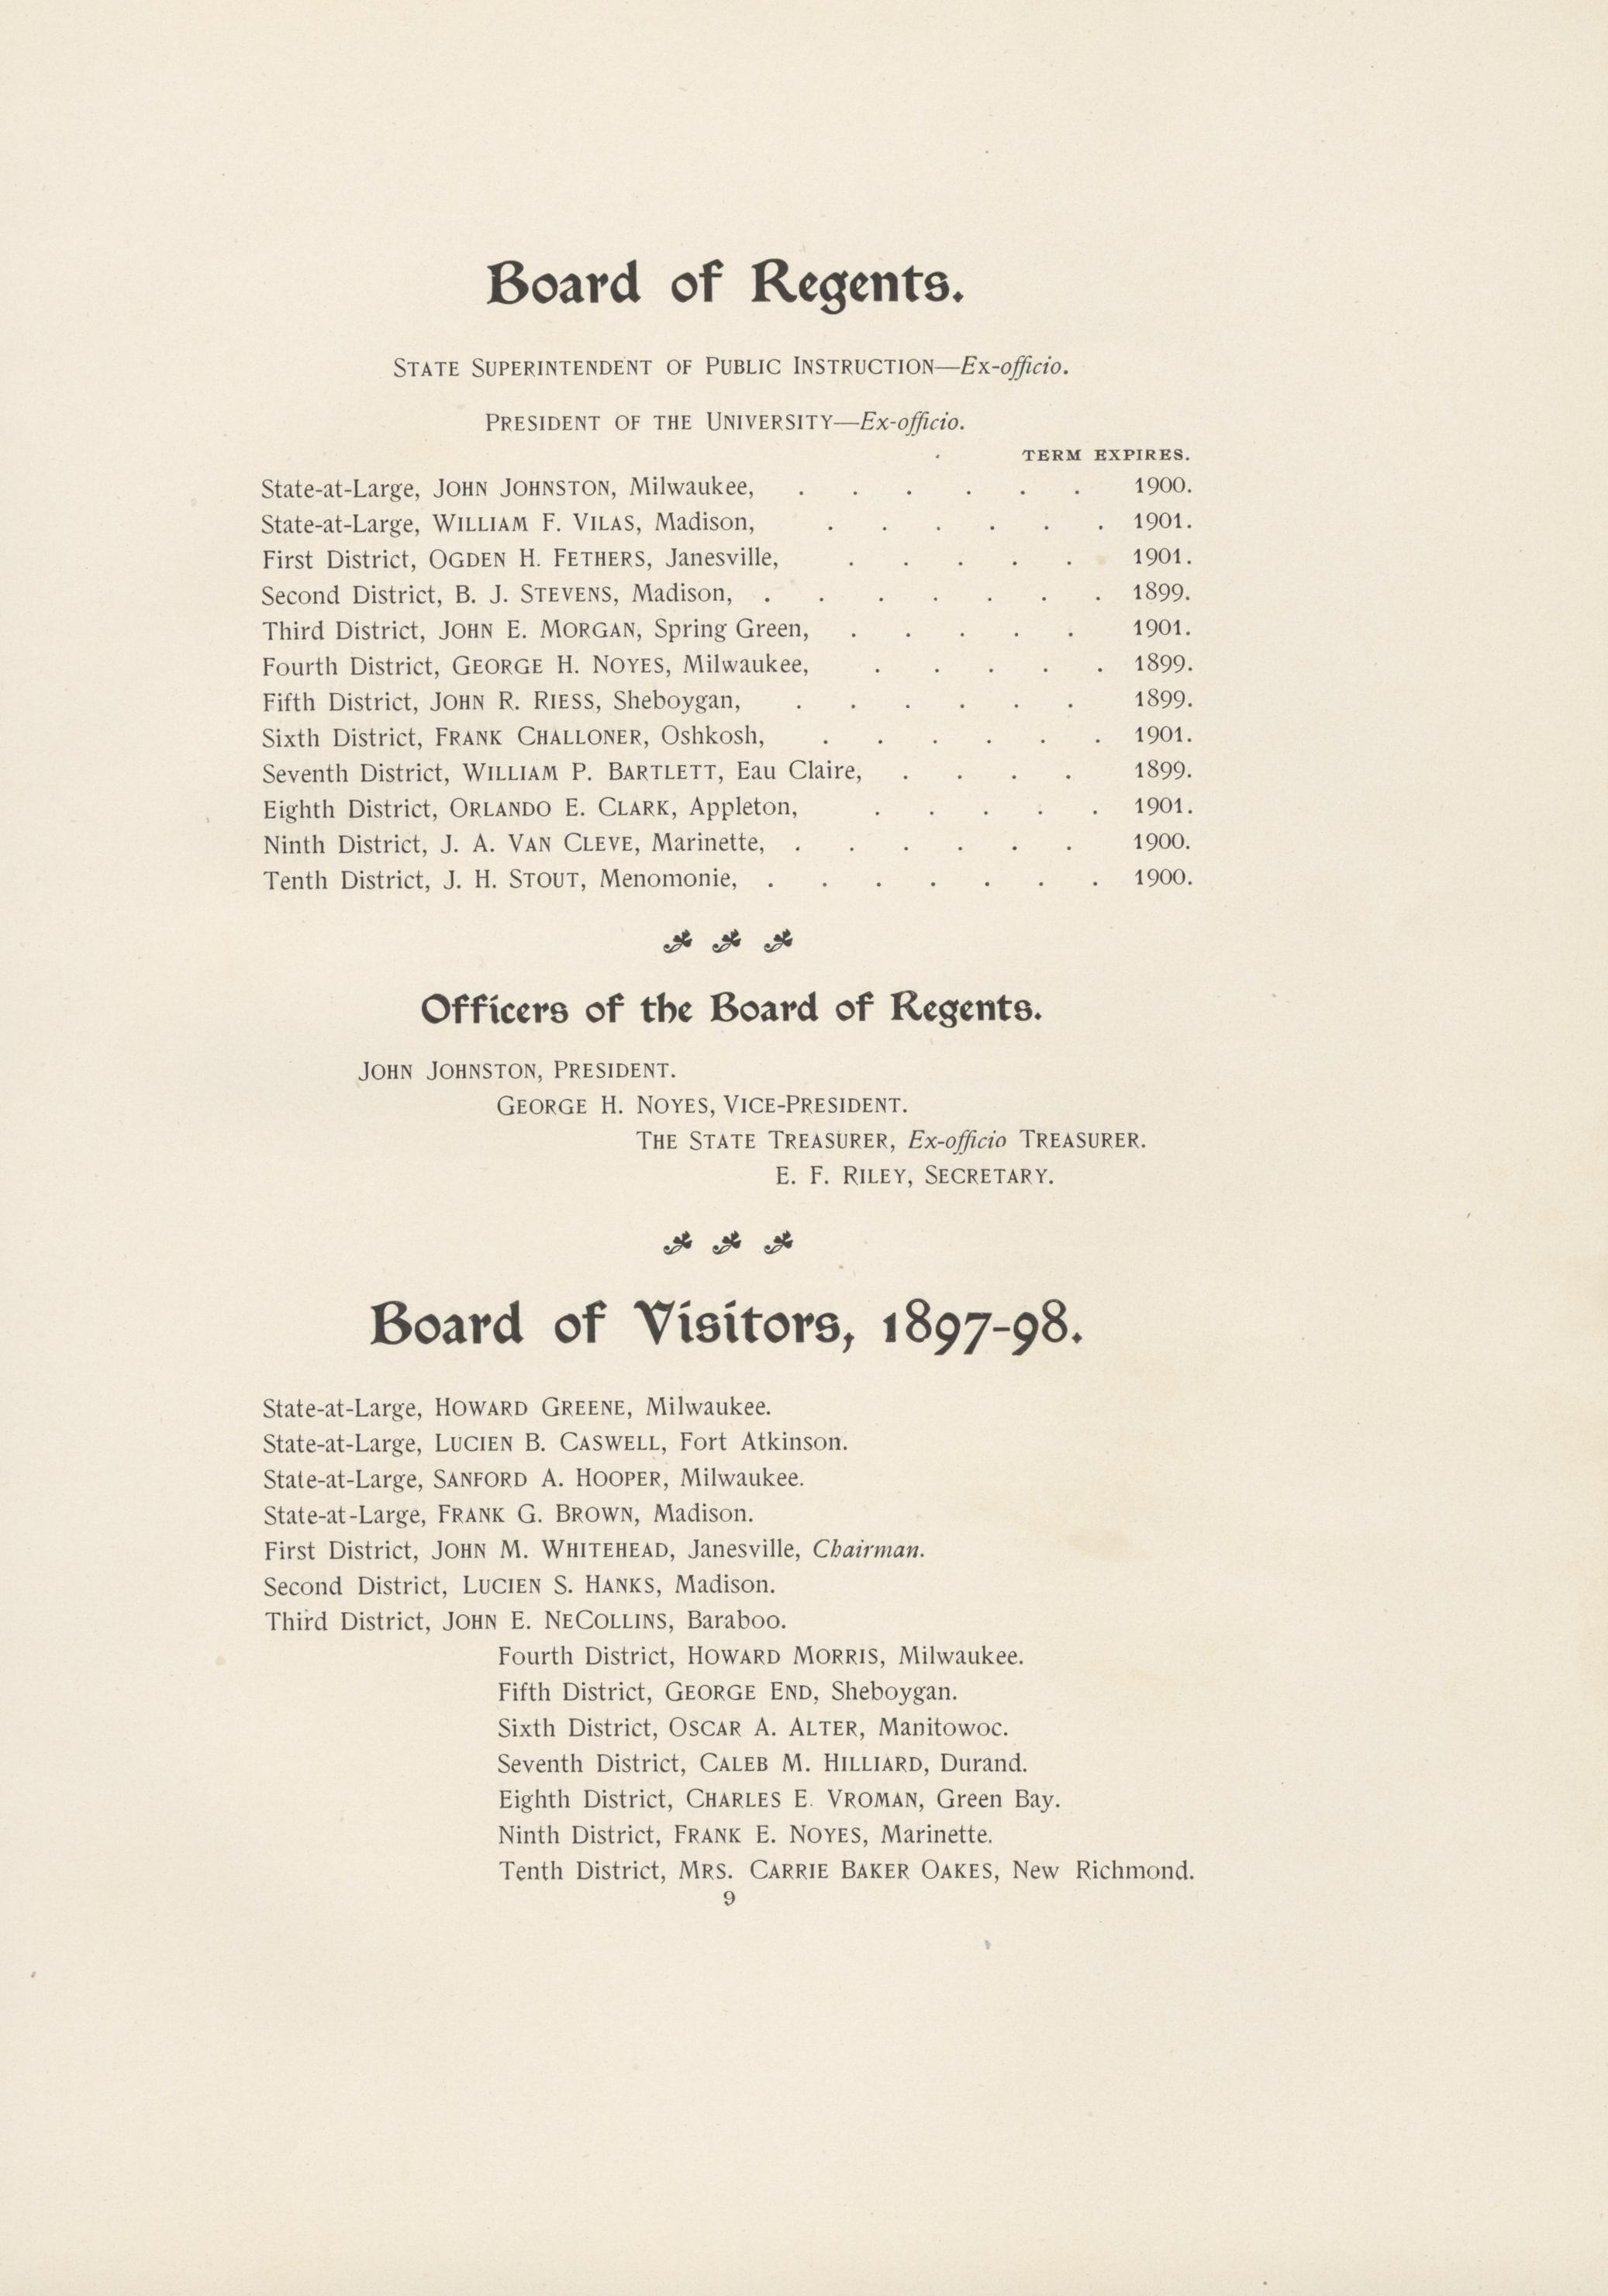 Board of Regents.
STATE SUPERINTENDENT OF PUBLIC INSTRUCTION—Ex-officio.
PRESIDENT OF THE UNIVERSITY—Ex-officio.
TERM EXPIRES.
State-at-Large, JOHN JOHNSTON, Milwaukee, . . . . . . 1900.
State-at-Large, WILLIAM F. VILAS, Madison, . . . . . . 1901.
First District, OGDEN H. FETHERS, Janesville, . . . . . 1901.
Second District, B. J. STEVENS, Madison, . . . . . . . 1899.
Third District, JOHN E. MORGAN, Spring Green, . . . . . 1901.
Fourth District, GEORGE H. NOYES, Milwaukee, . . . . . 1899.
Fifth District, JOHN R. RIESS, Sheboygan, . . . . . . 1899.
Sixth District, FRANK CHALLONER, Oshkosh, . . . . . . 1901.
Seventh District, WILLIAM P. BARTLETT, Eau Claire, . . . . 1899.
Eighth District, ORLANDO E. CLARK, Appleton, . . . . . 1901.
Ninth District, J. A. VAN CLEVE, Marinette, . . . . . . 1900.
Tenth District, J. H. STOUT, Menomonie, . . . . . . . 1900.
Officers of the Board of Regents.
JOHN JOHNSTON, PRESIDENT.
GEORGE H. NOYES, VICE-PRESIDENT.
THE STATE TREASURER, Ex-officio TREASURER.
E. F. RILEY, SECRETARY.
Board of Visitors, 1897-98.
State-at-Large, HOWARD GREENE, Milwaukee.
State-at-Large, LUCIEN B. CASWELL, Fort Atkinson.
State-at-Large, SANFORD A. HOOPER, Milwaukee.
State-at-Large, FRANK G. BROWN, Madison.
First District, JOHN M. WHITEHEAD, Janesville, Chairman.
Second District, LUCIEN S. HANKS, Madison.
Third District, JOHN E. NECOLLINS, Baraboo.
Fourth District, HOWARD MORRIS, Milwaukee.
Fifth District, GEORGE END, Sheboygan.
Sixth District, OSCAR A. ALTER, Manitowoc.
Seventh District, CALEB M. HILLIARD, Durand.
Eighth District, CHARLES E. VROMAN, Green Bay.
Ninth District, FRANK E. NOYES, Marinette.
Tenth District, MRS. CARRIE BAKER OAKES, New Richmond.
9